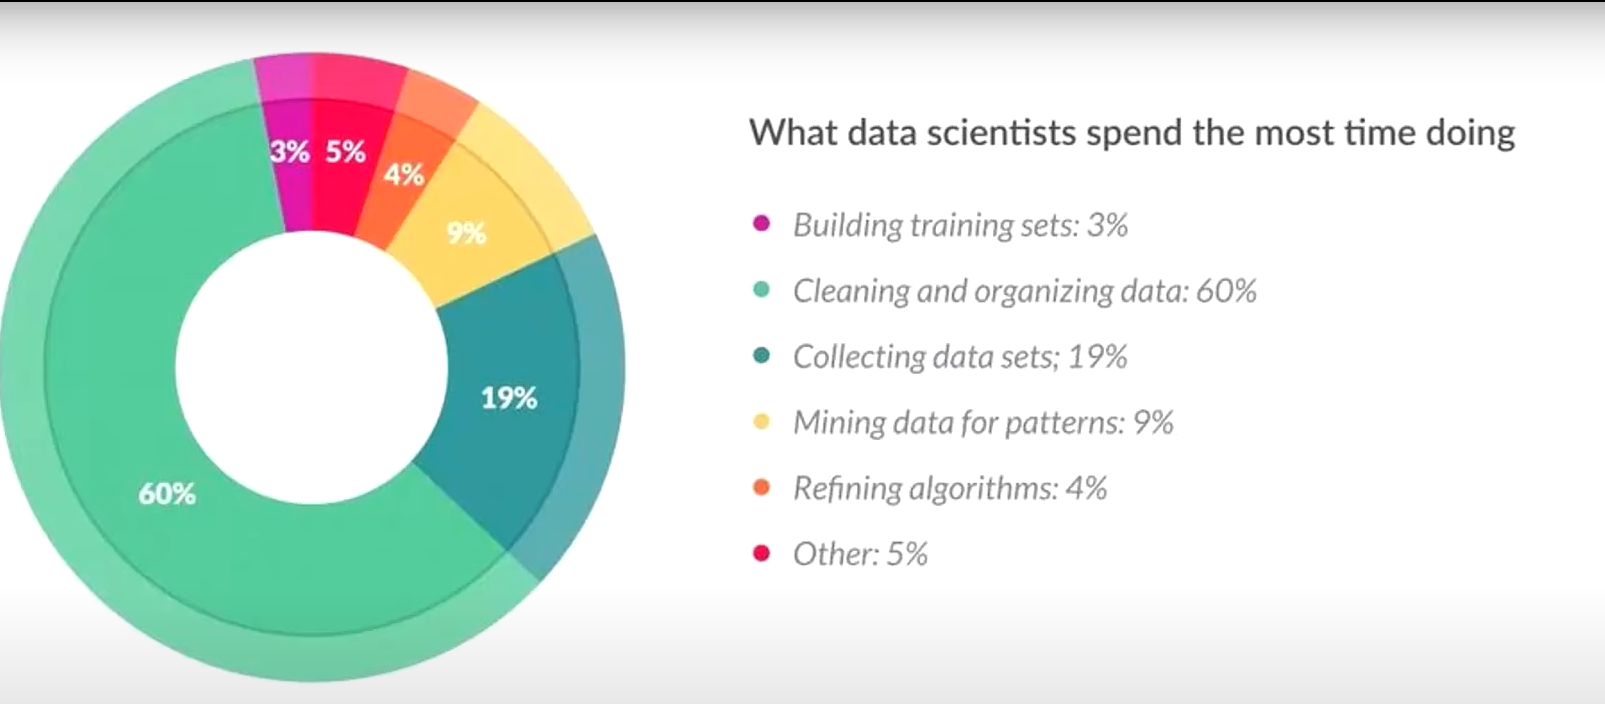 3% 5%
4%
9%
19%
60%
What data scientists spend the most time doing
Building training sets: 3%
Cleaning and organizing data: 60%
Collecting data sets; 19%
Mining data for patterns: 9%
Refining algorithms: 4%
Other: 5%